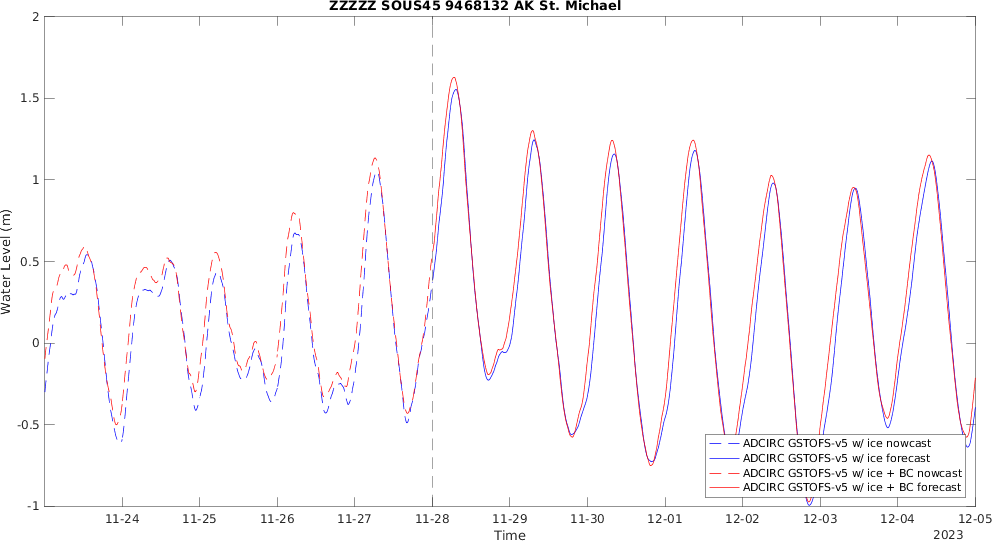 ZZZZZ SOUS45 9468132 AK St. Michael
2
1.5
1
0.5
0
-0.5
-1
Water Level (m)
11-24 11-25 11-26 11-27 11-28 11-29 11-30 12-01 12-02 12-03 12-04 12-05
Time
2023
ADCIRC GSTOFS-v5 w/ ice nowcast
ADCIRC GSTOFS-v5 w/ ice forecast
ADCIRC GSTOFS-v5 w/ ice + BC nowcast
ADCIRC GSTOFS-v5 w/ ice + BC forecast